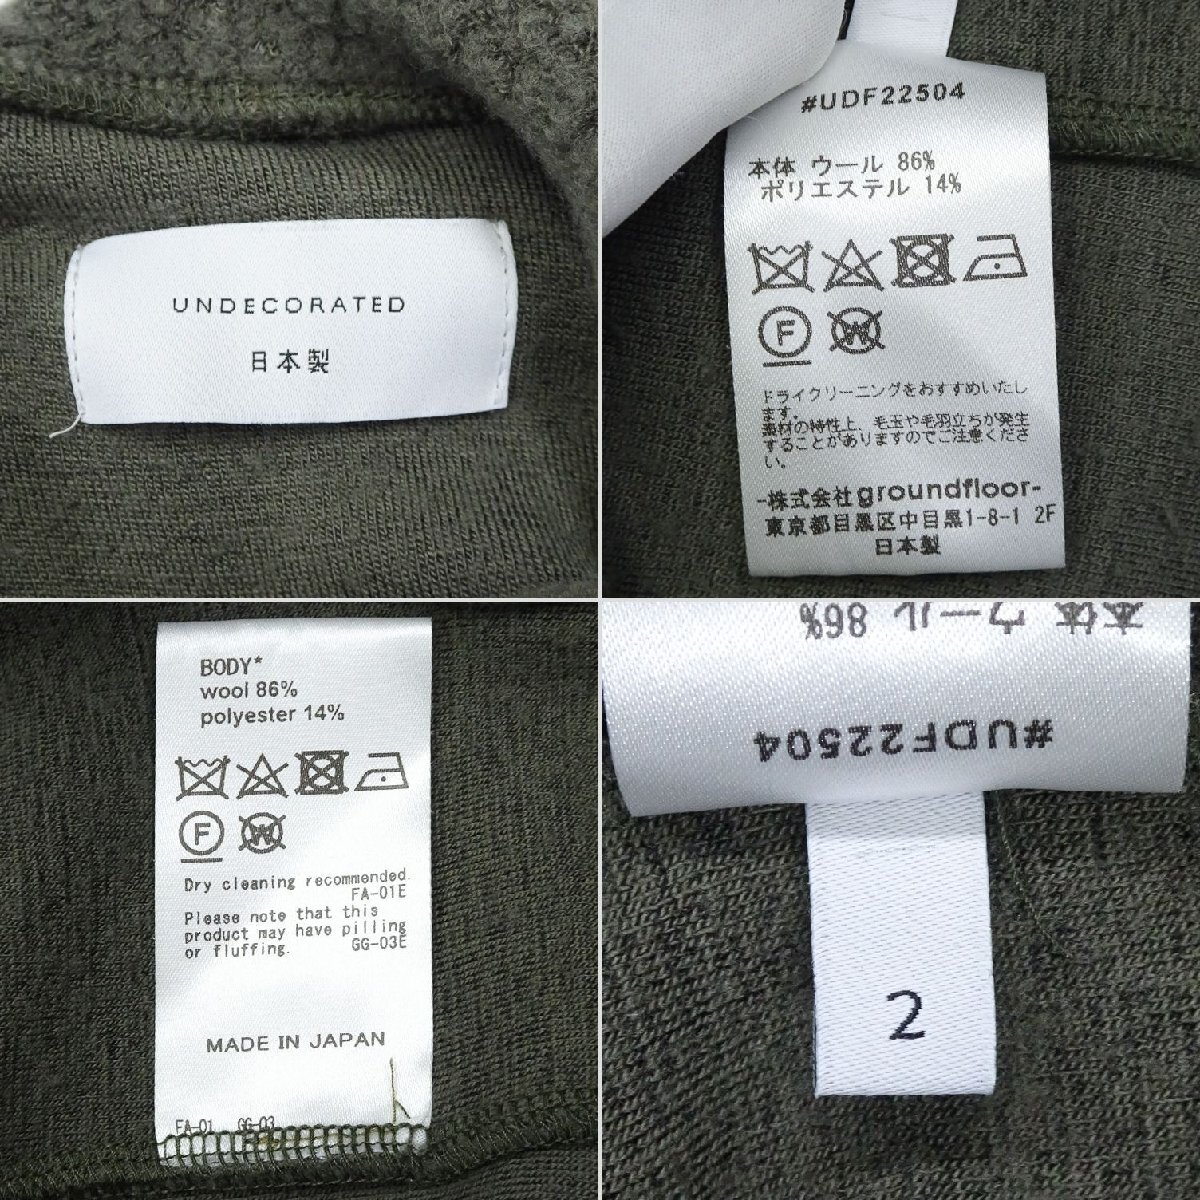 UNDECORATED
日本製
#UDF22504
本体 ウール 86%
ポリエステル 14%
F
W
ドライクリーニングをおすすめいたし
ます。
素材の特性上、毛玉や毛羽立ちが発生
することがありますのでご注意くださ
い。
-株式会社groundfloor-
東京都目黒区中目黒1-8-1 2F
日本製
BODY*
wool 86%
polyester 14%
F
W
Dry cleaning recommended.
FA-01E
Please note that this
product may have pilling
or fluffing. GG-03E
MADE IN JAPAN
FA-01 GG-03
本体 ウール 86%
#UDF22504
2